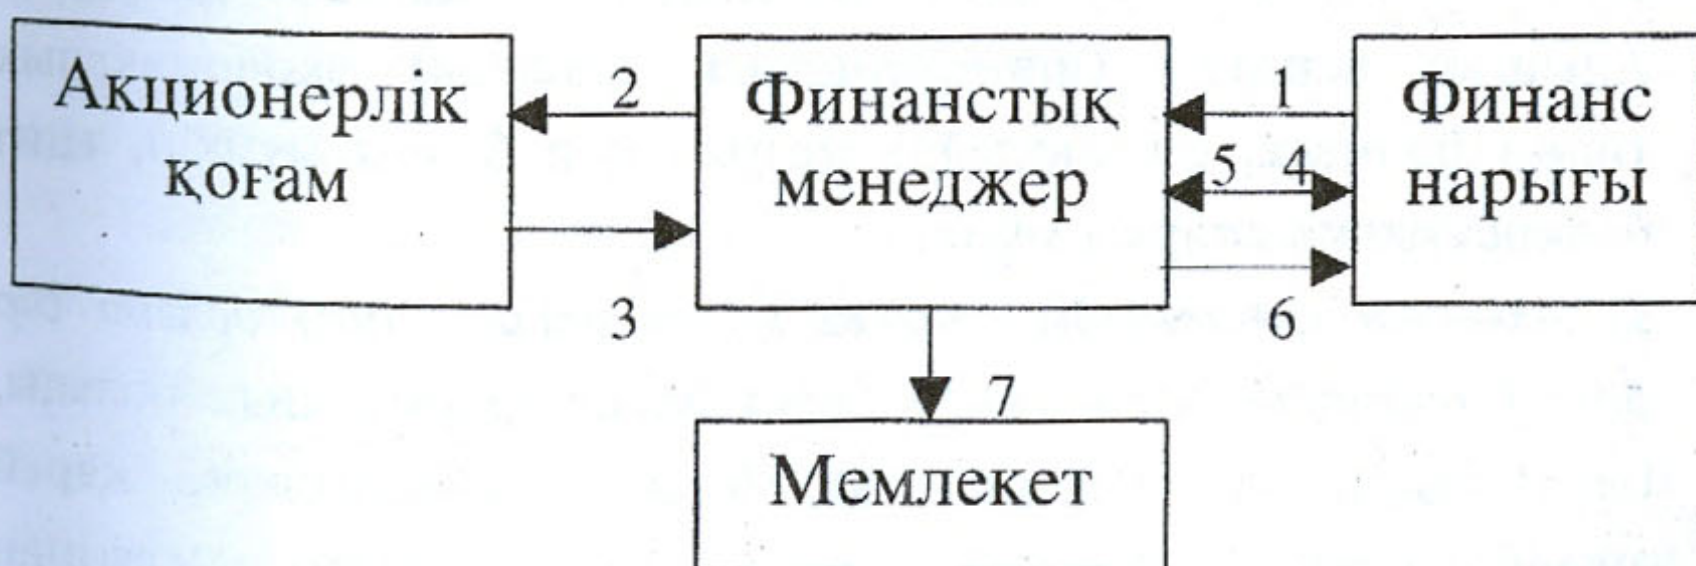 Акционерлік
қоғам
2
3
Финанстық
менеджер
1
5 4
6
Финанс
нарығы
7
Мемлекет